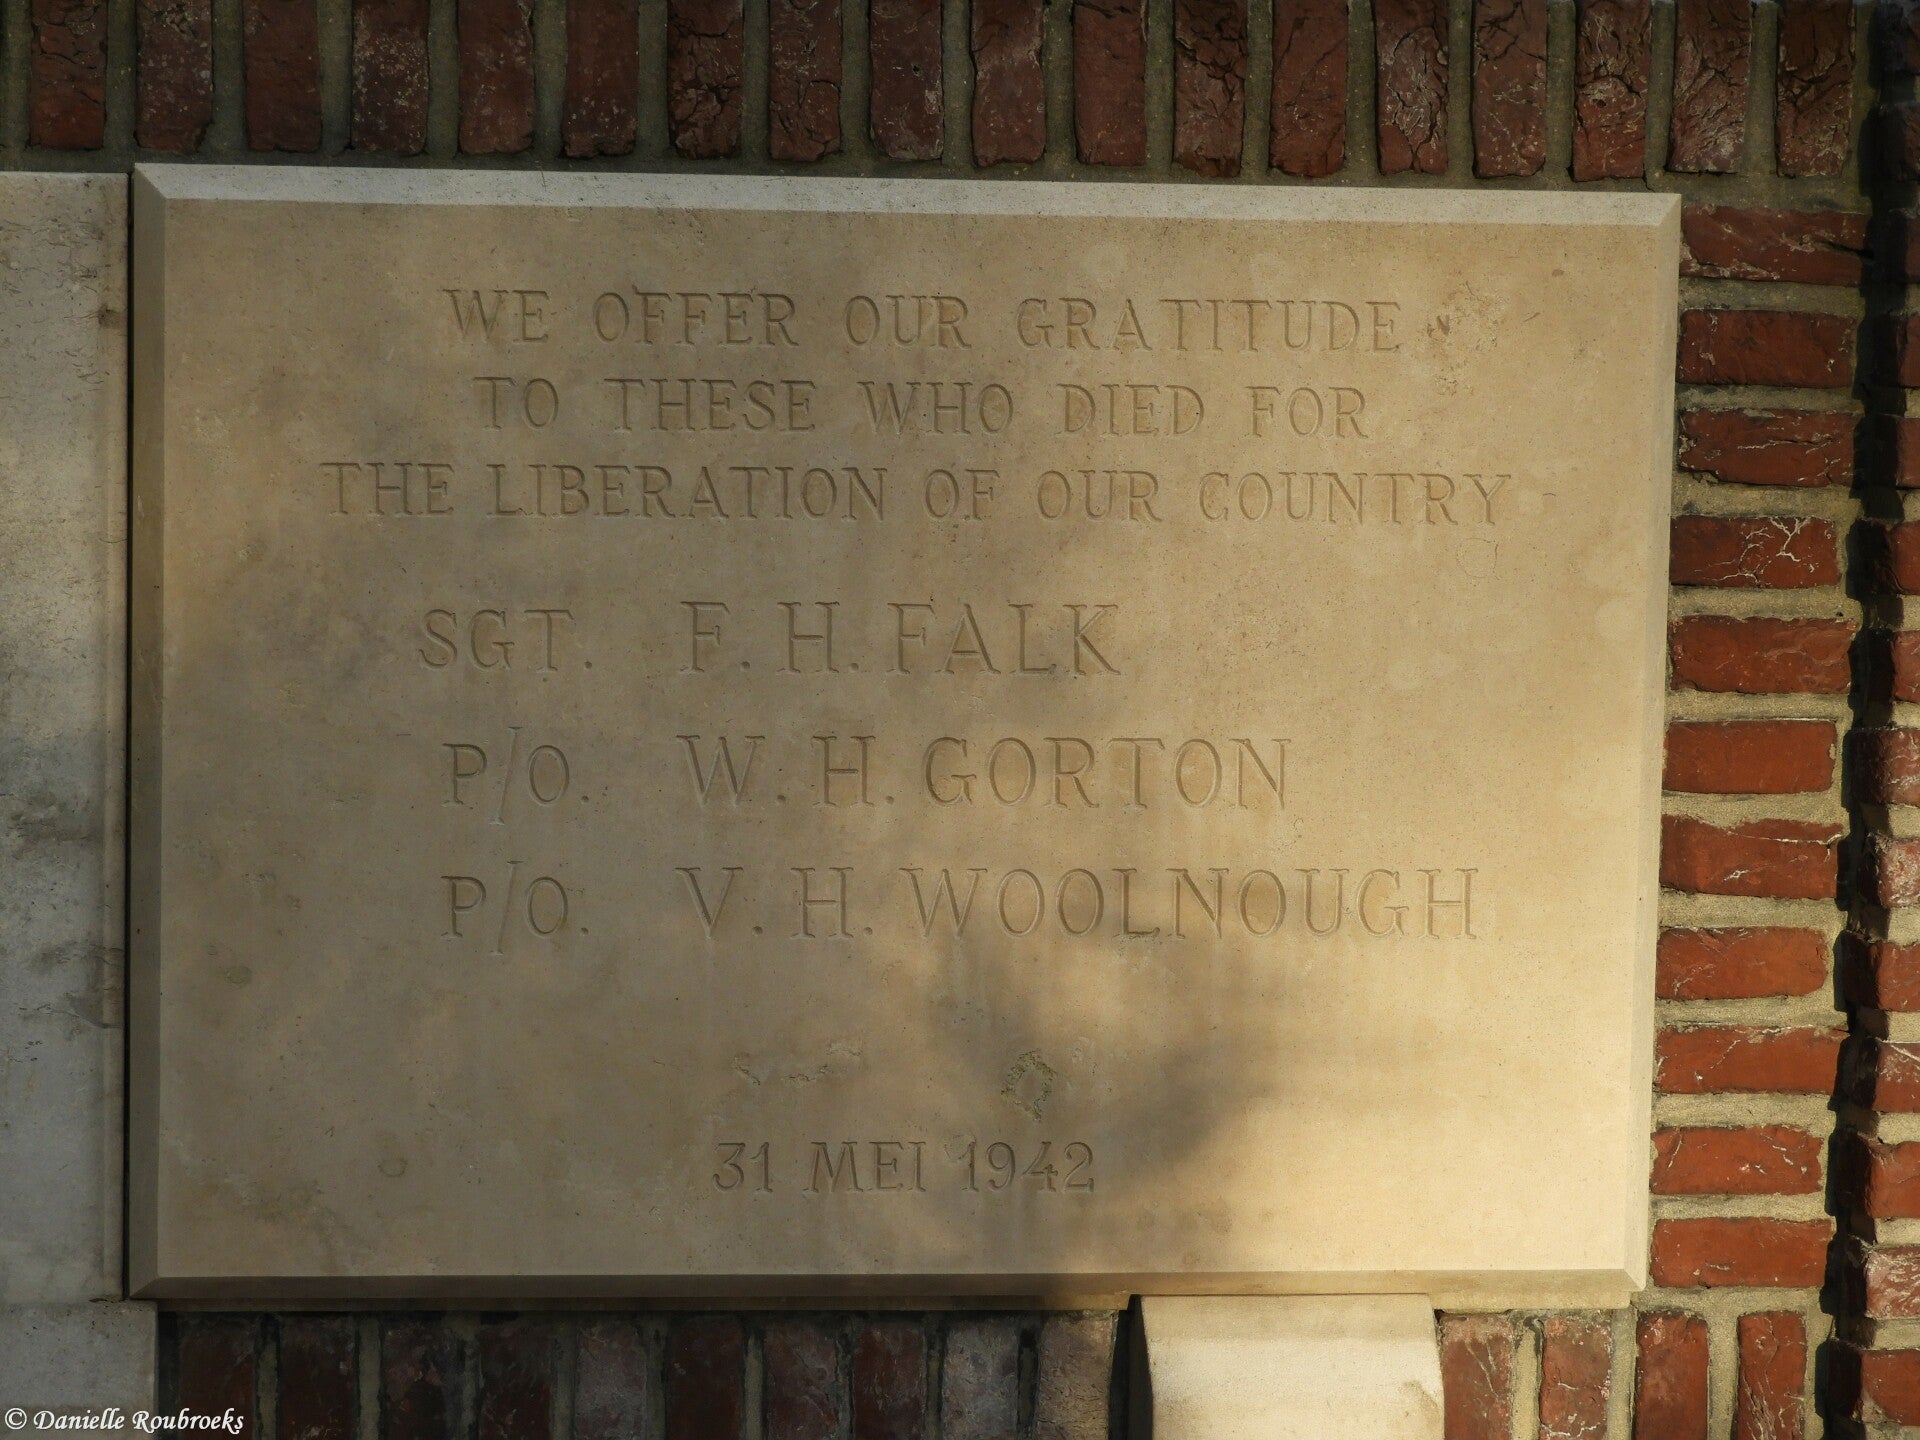 WE OFFER OUR GRATITUDE
TO THESE WHO DIED FOR
THE LIBERATION OF OUR COUNTRY
SGT. F. H. FALK
P/O. W. H. GORTON
P/O. V. H. WOOLNOUGH
31 MEI 1942
© Danielle Roubroeks